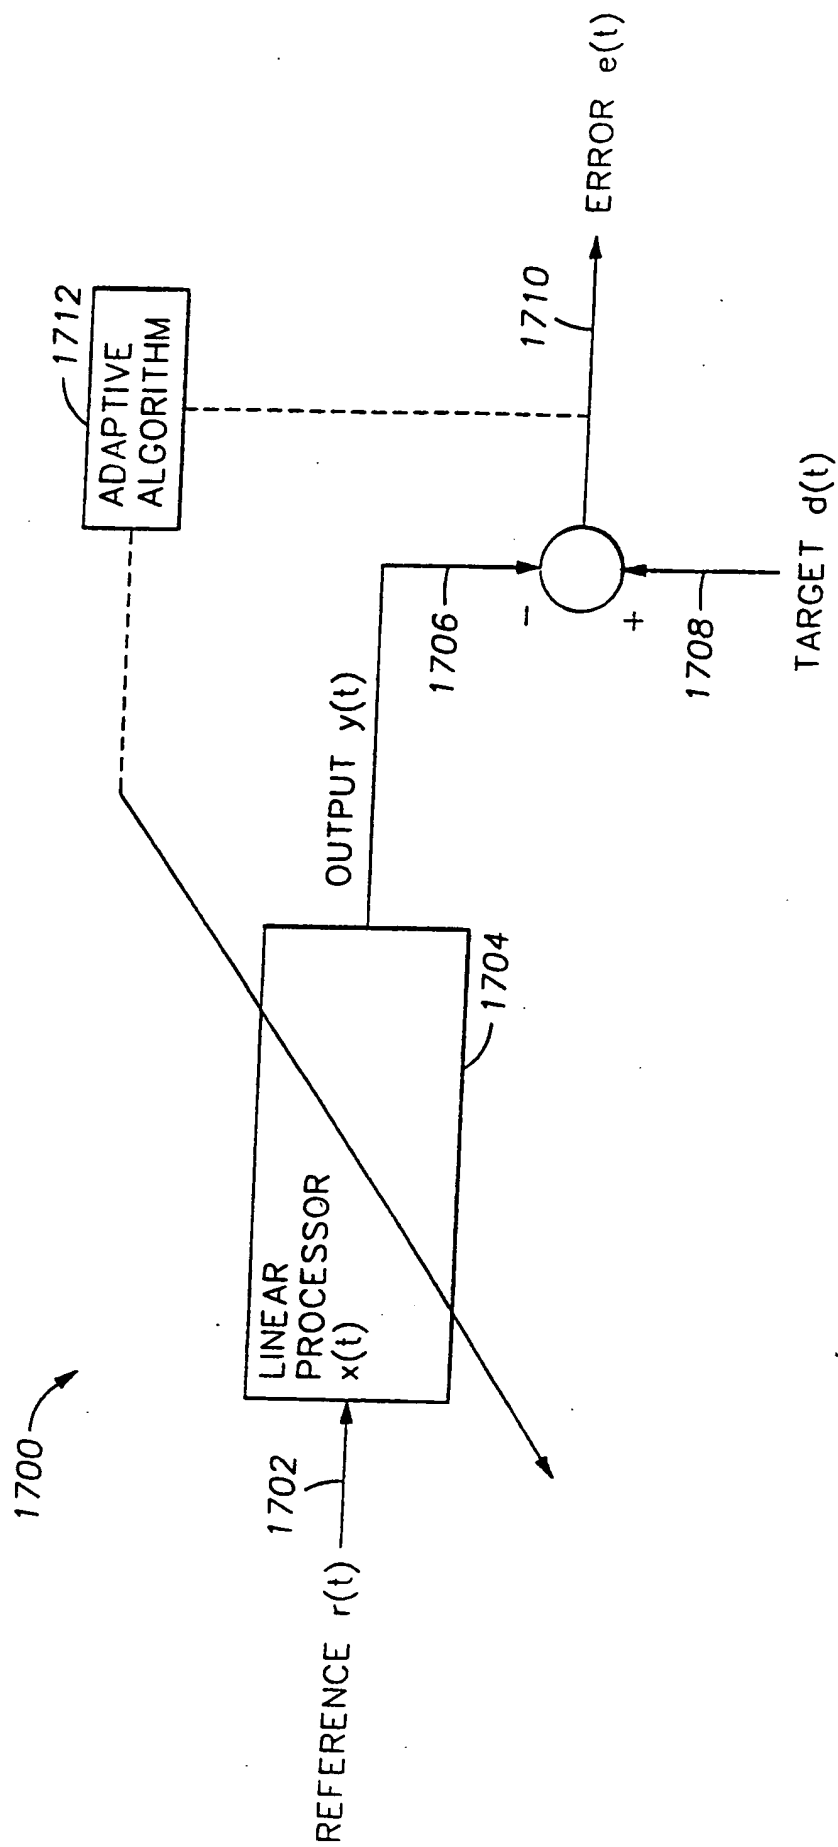 1700
REFERENCE r(t)
1702
LINEAR
PROCESSOR
x(t)
1704
OUTPUT y(t)
1706
-
+
1708
TARGET d(t)
ADAPTIVE
ALGORITHM
1712
1710
ERROR e(t)